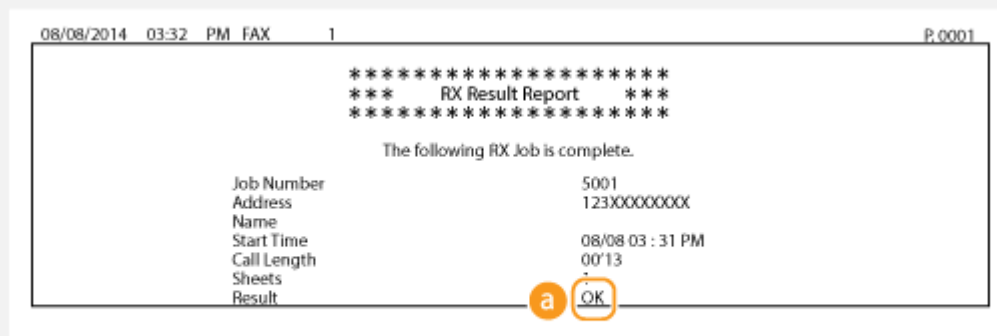 08/08/2014 03:32 PM FAX 1 P. 0001
* * * * * * * * * * * * * * * * * * * *
* * * RX Result Report * * *
* * * * * * * * * * * * * * * * * * * *
The following RX Job is complete.
Job Number 5001
Address 123XXXXXXXX
Name
Start Time 08/08 03 : 31 PM
Call Length 00'13
Sheets
Result a OK